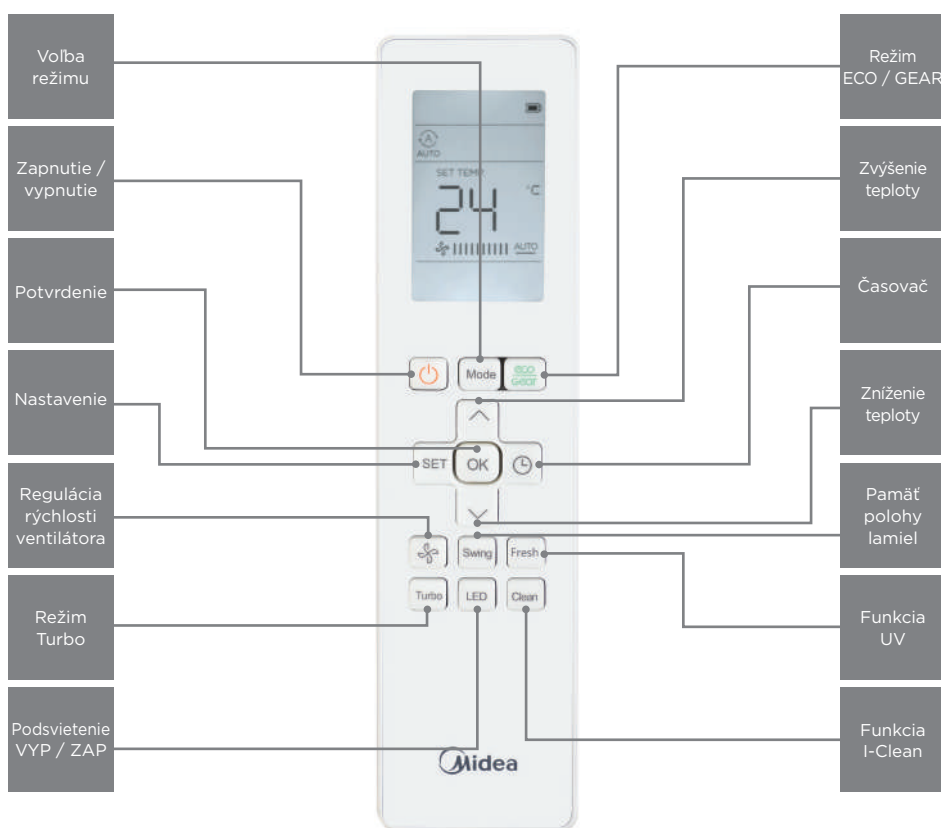 Voľba
režimu
Zapnutie /
vypnutie
Potvrdenie
Nastavenie
Regulácia
rýchlosti
ventilátora
Režim
Turbo
Podsvietenie
VYP / ZAP
AUTO
SET TEMP.
24 °C
AUTO
Mode
eco
Gear
SET
OK
Swing
Fresh
Turbo
LED
Clean
Midea
Režim
ECO / GEAR
Zvýšenie
teploty
Časovač
Zníženie
teploty
Pamäť
polohy
lamiel
Funkcia
UV
Funkcia
I-Clean